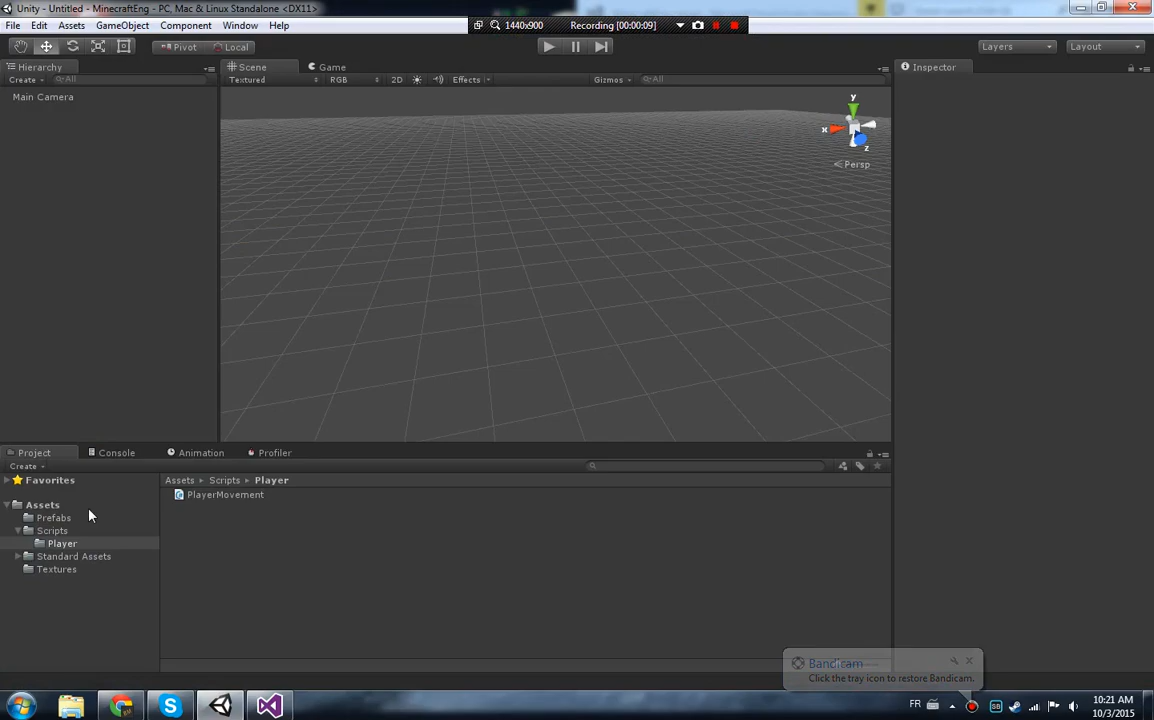 Unity - Untitled - MinecraftEng - PC, Mac & Linux Standalone <DX11>
File Edit Assets GameObject Component Window Help
1440x900 Recording [00:00:09]
Pivot Local Layers Layout
Hierarchy Scene Game Inspector
Create All Textured RGB 2D Effects Gizmos All
Main Camera
y
x
z
Persp
Project Console Animation Profiler
Create
Favorites Assets Scripts Player
PlayerMovement
Assets
Prefabs
Scripts
Player
Standard Assets
Textures
Bandicam
Click the tray icon to restore Bandicam.
FR SB 10:21 AM
10/3/2015